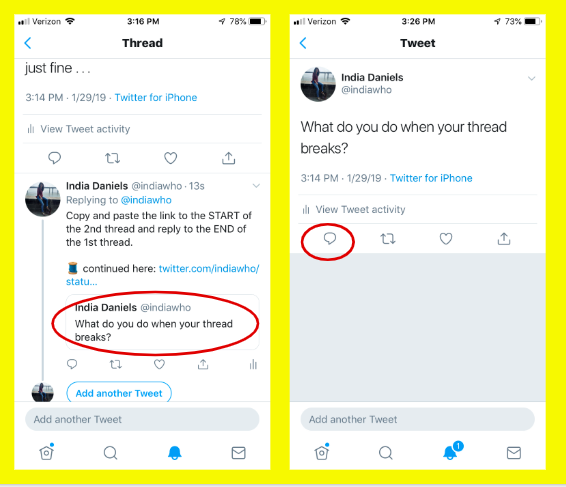 Verizon 3:16 PM 78%
Thread
just fine . . .
3:14 PM · 1/29/19 · Twitter for iPhone
View Tweet activity
India Daniels @indiawho · 13s
Replying to @indiawho
Copy and paste the link to the START of
the 2nd thread and reply to the END of
the 1st thread.
🧵 continued here: twitter.com/indiawho/
statu...
India Daniels @indiawho
What do you do when your thread
breaks?
Add another Tweet
Add another Tweet
Verizon 3:26 PM 73%
Tweet
India Daniels
@indiawho
What do you do when your thread
breaks?
3:14 PM · 1/29/19 · Twitter for iPhone
View Tweet activity
Add another Tweet
1